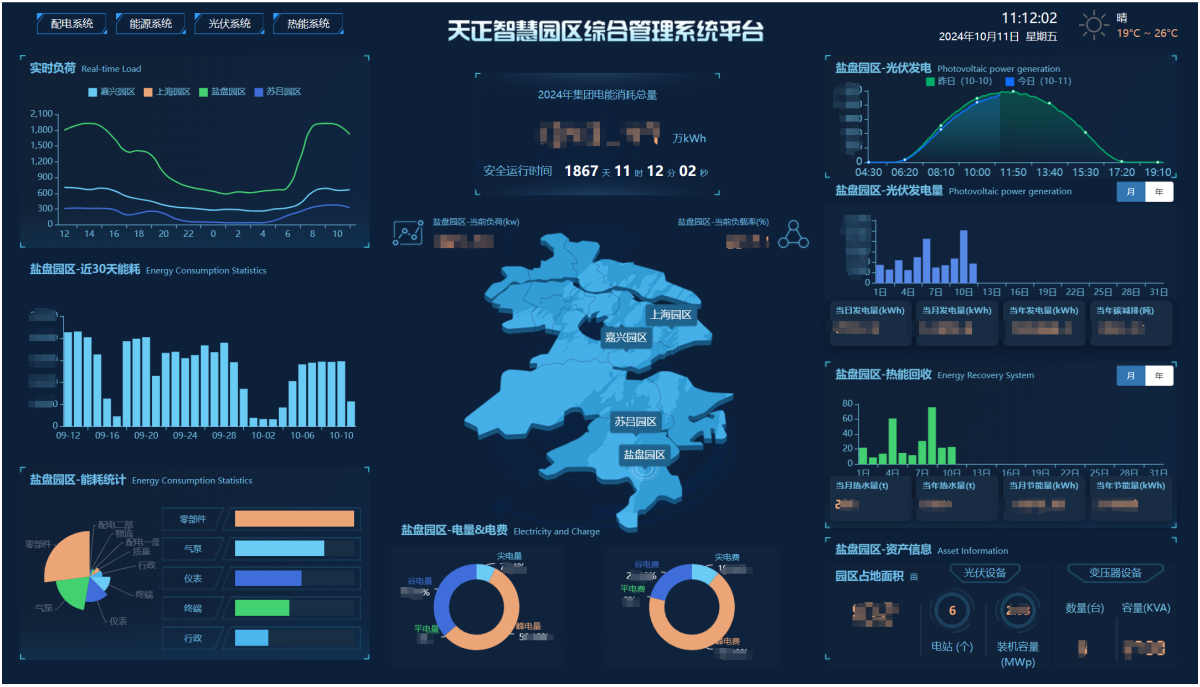 配电系统 能源系统 光伏系统 热能系统
天正智慧园区综合管理系统平台
11:12:02
2024年10月11日 星期五
晴
19°C ~ 26°C
实时负荷 Real-time Load
嘉兴园区 上海园区 盐盘园区 苏吕园区
2,100
1,800
1,500
1,200
900
600
300
0
12 14 16 18 20 22 0 2 4 6 8 10
盐盘园区-近30天能耗 Energy Consumption Statistics
0
09-12 09-16 09-20 09-24 09-28 10-02 10-06 10-10
盐盘园区-能耗统计 Energy Consumption Statistics
配电二部
物流
配电一部
质量
行政
终端
仪表
气泵
零部件
零部件
气泵
仪表
终端
行政
2024年集团电能消耗总量
万kWh
安全运行时间 1867 天 11 时 12 分 02 秒
盐盘园区-当前负荷(kw)
盐盘园区-当前负载率(%)
上海园区
嘉兴园区
苏吕园区
盐盘园区
盐盘园区-电量&电费 Electricity and Charge
尖电量
谷电量
%
平电量
峰电量
尖电费
谷电费
平电费
峰电费
盐盘园区-光伏发电 Photovoltaic power generation
昨日 (10-10) 今日 (10-11)
0
04:30 06:20 08:10 10:00 11:50 13:40 15:30 17:20 19:10
盐盘园区-光伏发电量 Photovoltaic power generation
月 年
0
1日 4日 7日 10日 13日 16日 19日 22日 25日 28日 31日
当日发电量(kWh) 当月发电量(kWh) 当年发电量(kWh) 当年碳减排(吨)
盐盘园区-热能回收 Energy Recovery System
月 年
80
60
40
20
0
1日 4日 7日 10日 13日 16日 19日 22日 25日 28日 31日
当月热水量(t) 当年热水量(t) 当月节能量(kWh) 当年节能量(kWh)
盐盘园区-资产信息 Asset Information
园区占地面积 亩
光伏设备
6
电站 (个)
装机容量
(MWp)
变压器设备
数量(台) 容量(KVA)